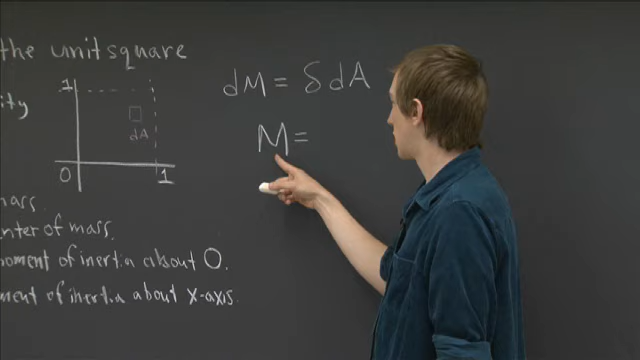 the unit square
ity
1
dA
0 1
mass.
center of mass.
moment of inertia about O.
moment of inertia about x-axis.
dM = δ dA
M =